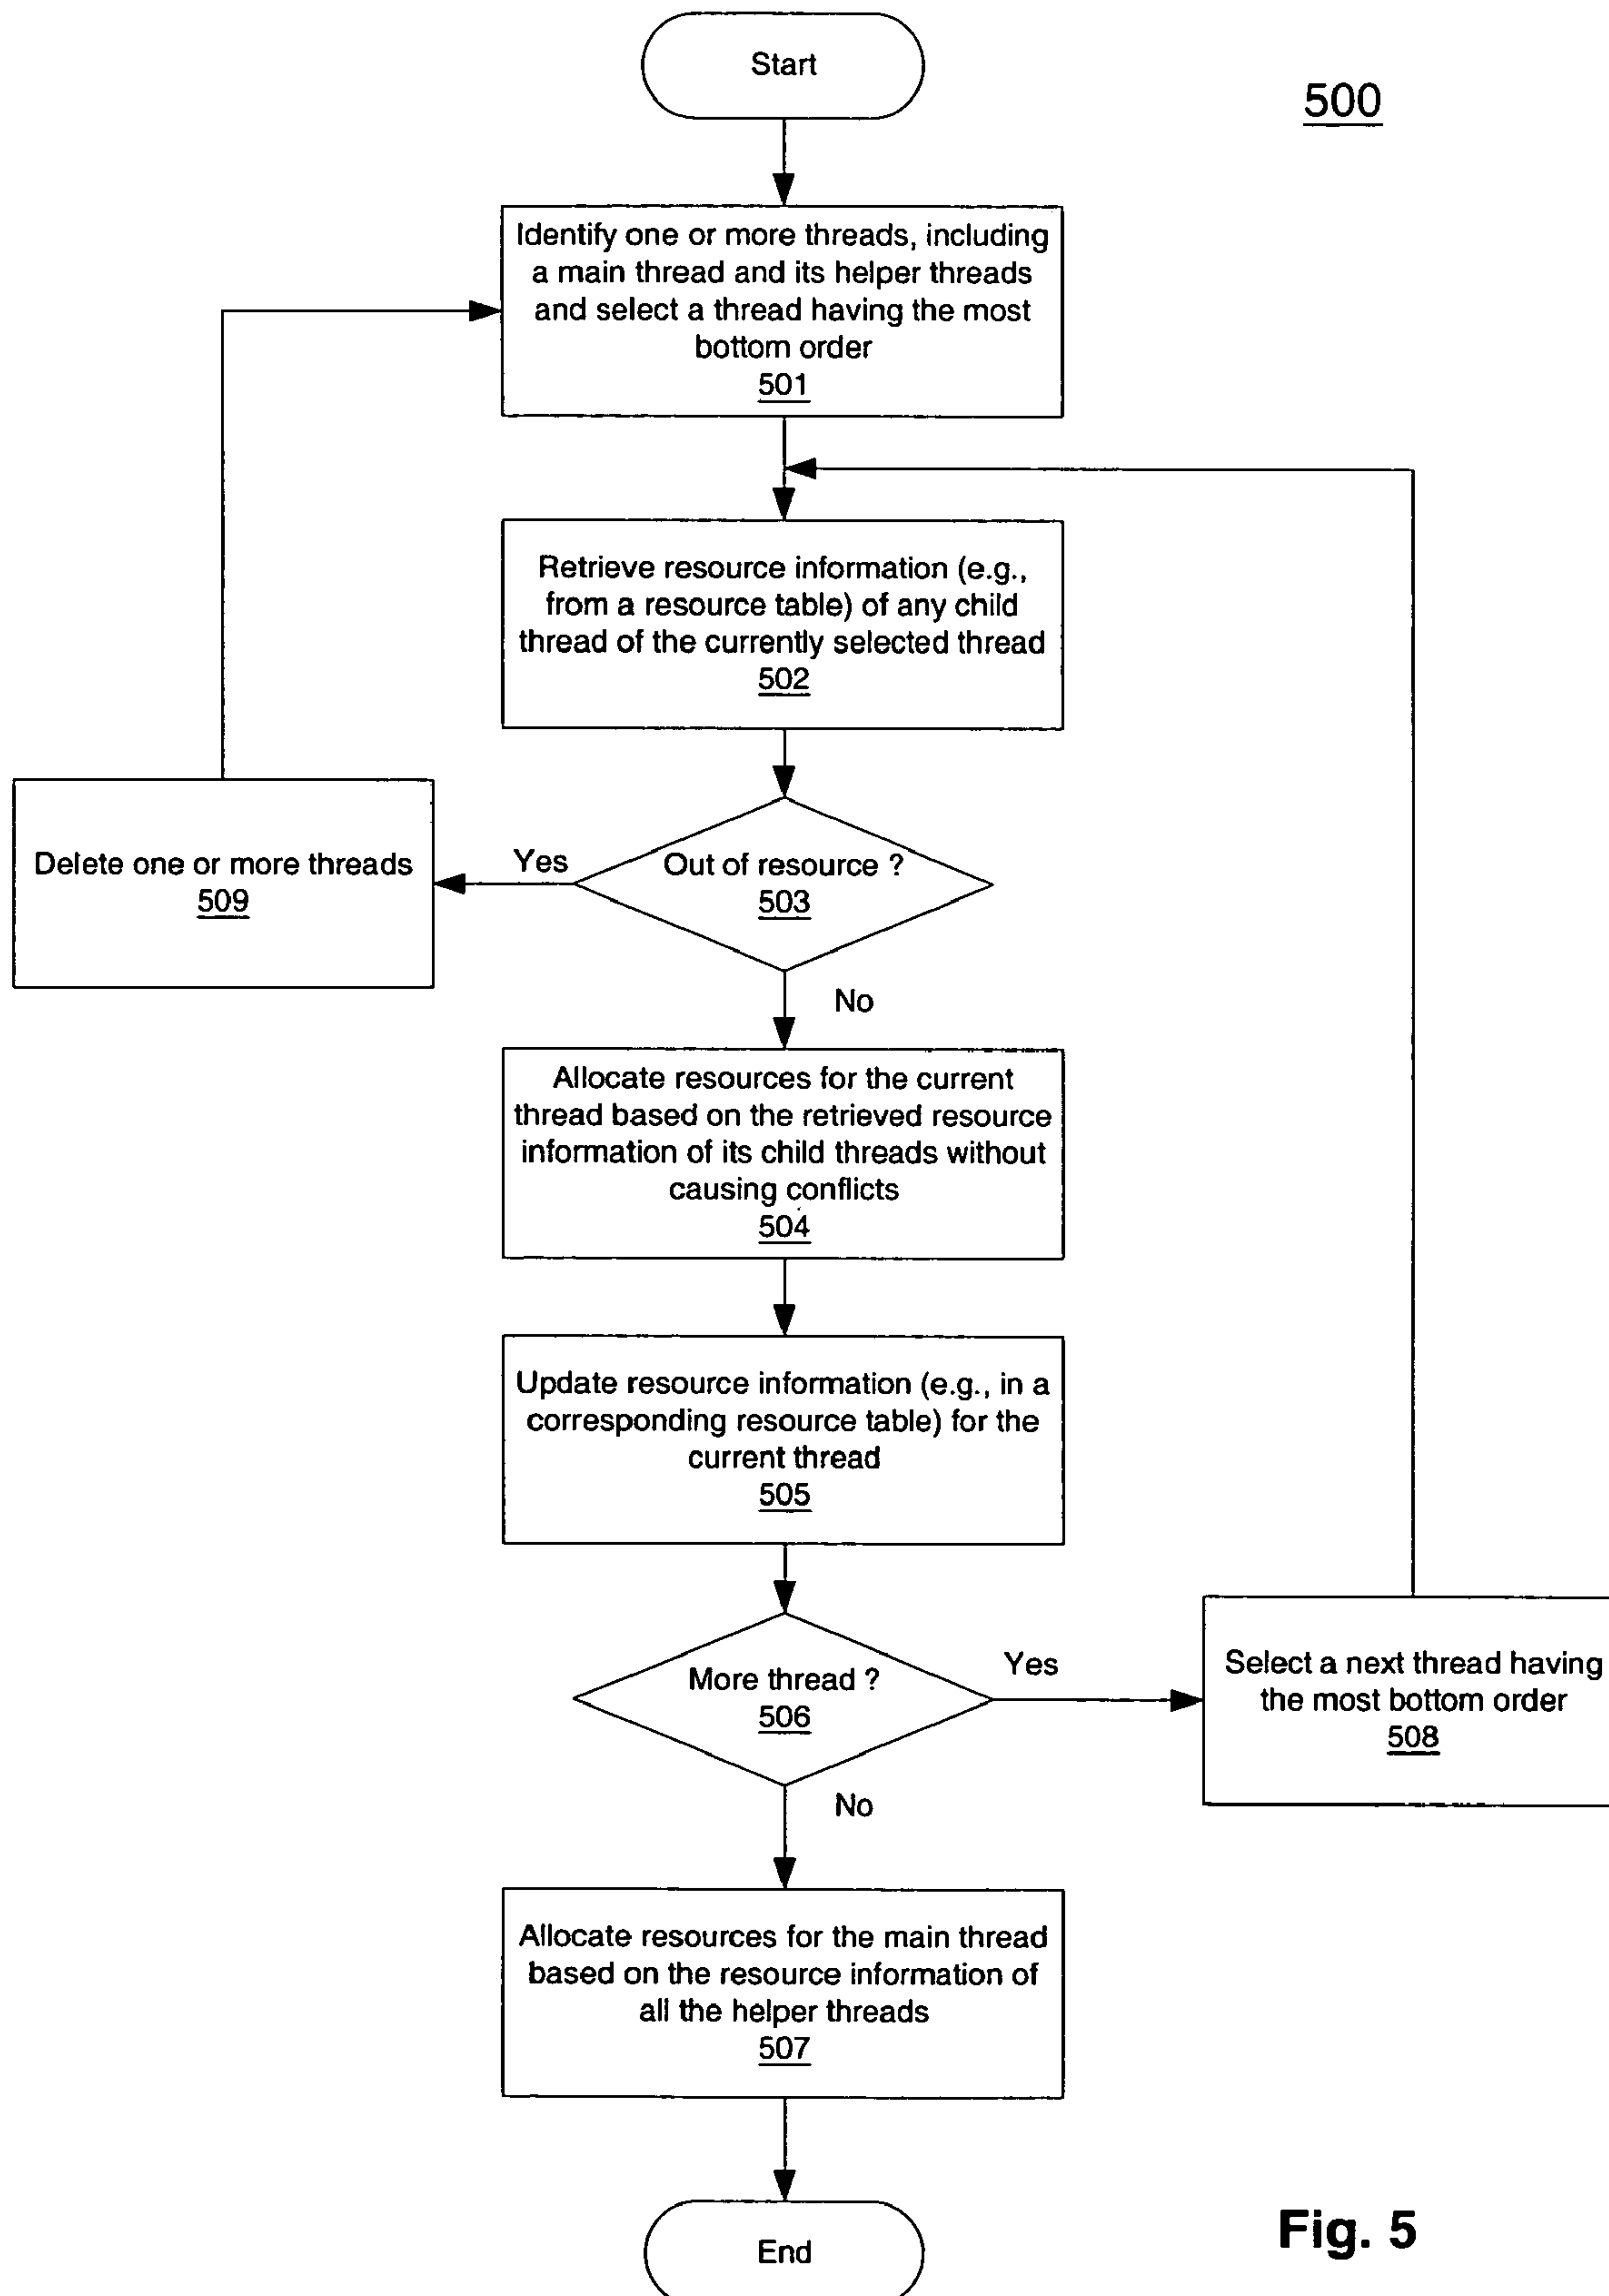 Start
500
Identify one or more threads, including
a main thread and its helper threads
and select a thread having the most
bottom order
501
Retrieve resource information (e.g.,
from a resource table) of any child
thread of the currently selected thread
502
Delete one or more threads
509
Yes
Out of resource ?
503
No
Allocate resources for the current
thread based on the retrieved resource
information of its child threads without
causing conflicts
504
Update resource information (e.g., in a
corresponding resource table) for the
current thread
505
More thread ?
506
Yes
Select a next thread having
the most bottom order
508
No
Allocate resources for the main thread
based on the resource information of
all the helper threads
507
End
Fig. 5